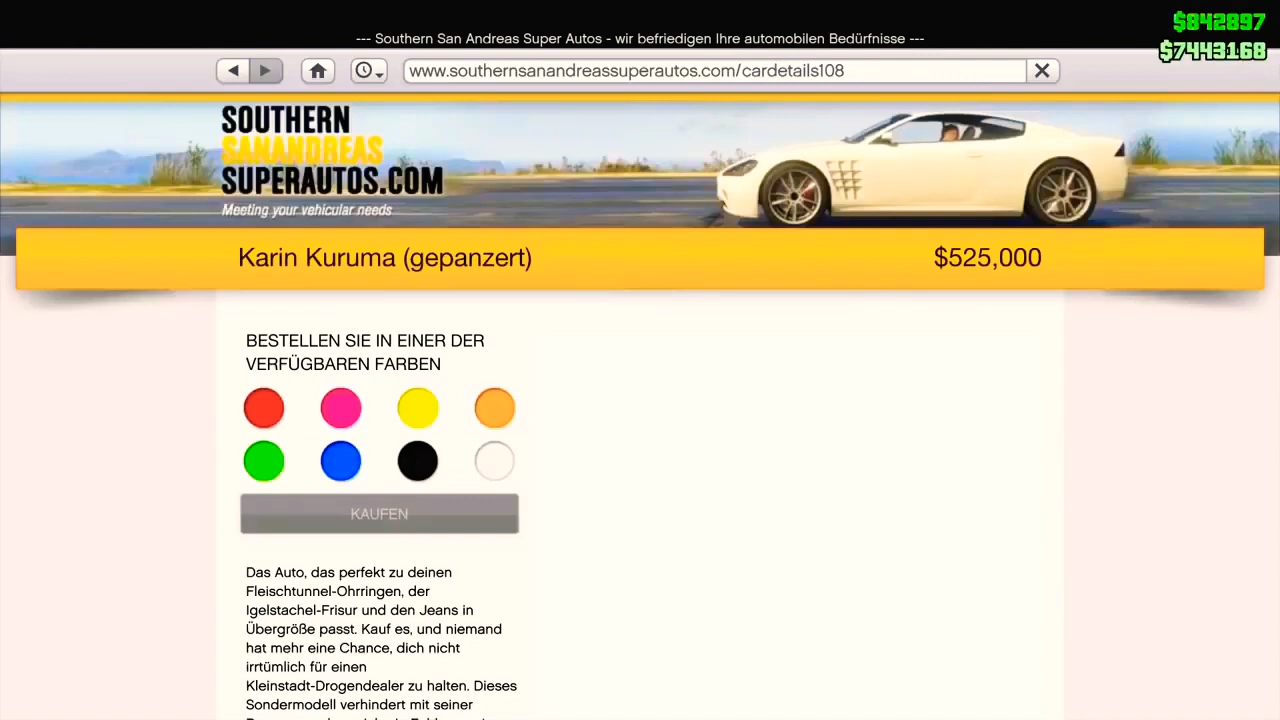 $842897
--- Southern San Andreas Super Autos - wir befriedigen Ihre automobilen Bedürfnisse ---
$7443168
www.southernsanandreassuperautos.com/cardetails108
SOUTHERN
SANANDREAS
SUPERAUTOS.COM
Meeting your vehicular needs
Karin Kuruma (gepanzert)
$525,000
BESTELLEN SIE IN EINER DER
VERFÜGBAREN FARBEN
KAUFEN
Das Auto, das perfekt zu deinen
Fleischtunnel-Ohrringen, der
Igelstachel-Frisur und den Jeans in
Übergröße passt. Kauf es, und niemand
hat mehr eine Chance, dich nicht
irrtümlich für einen
Kleinstadt-Drogendealer zu halten. Dieses
Sondermodell verhindert mit seiner